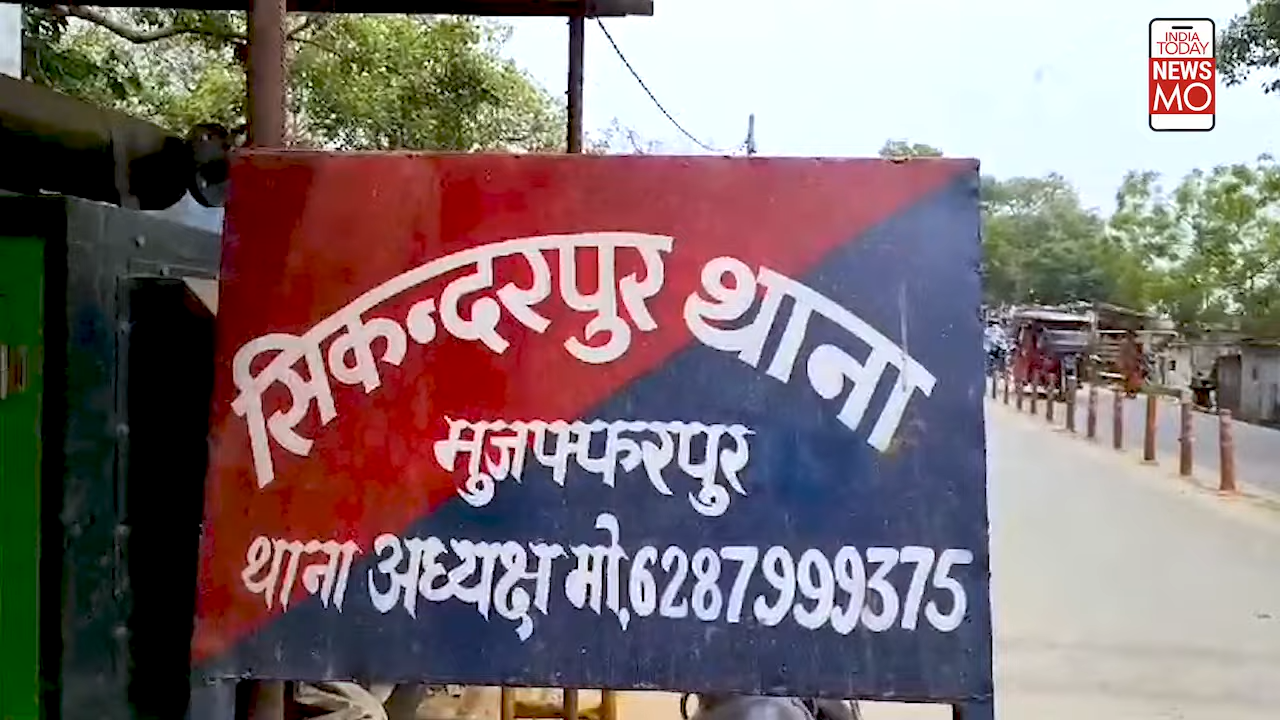 INDIA
TODAY
NEWS
MO
सिकन्दरपुर थाना
मुजफ्फरपुर
थाना अध्यक्ष मो,6287999375